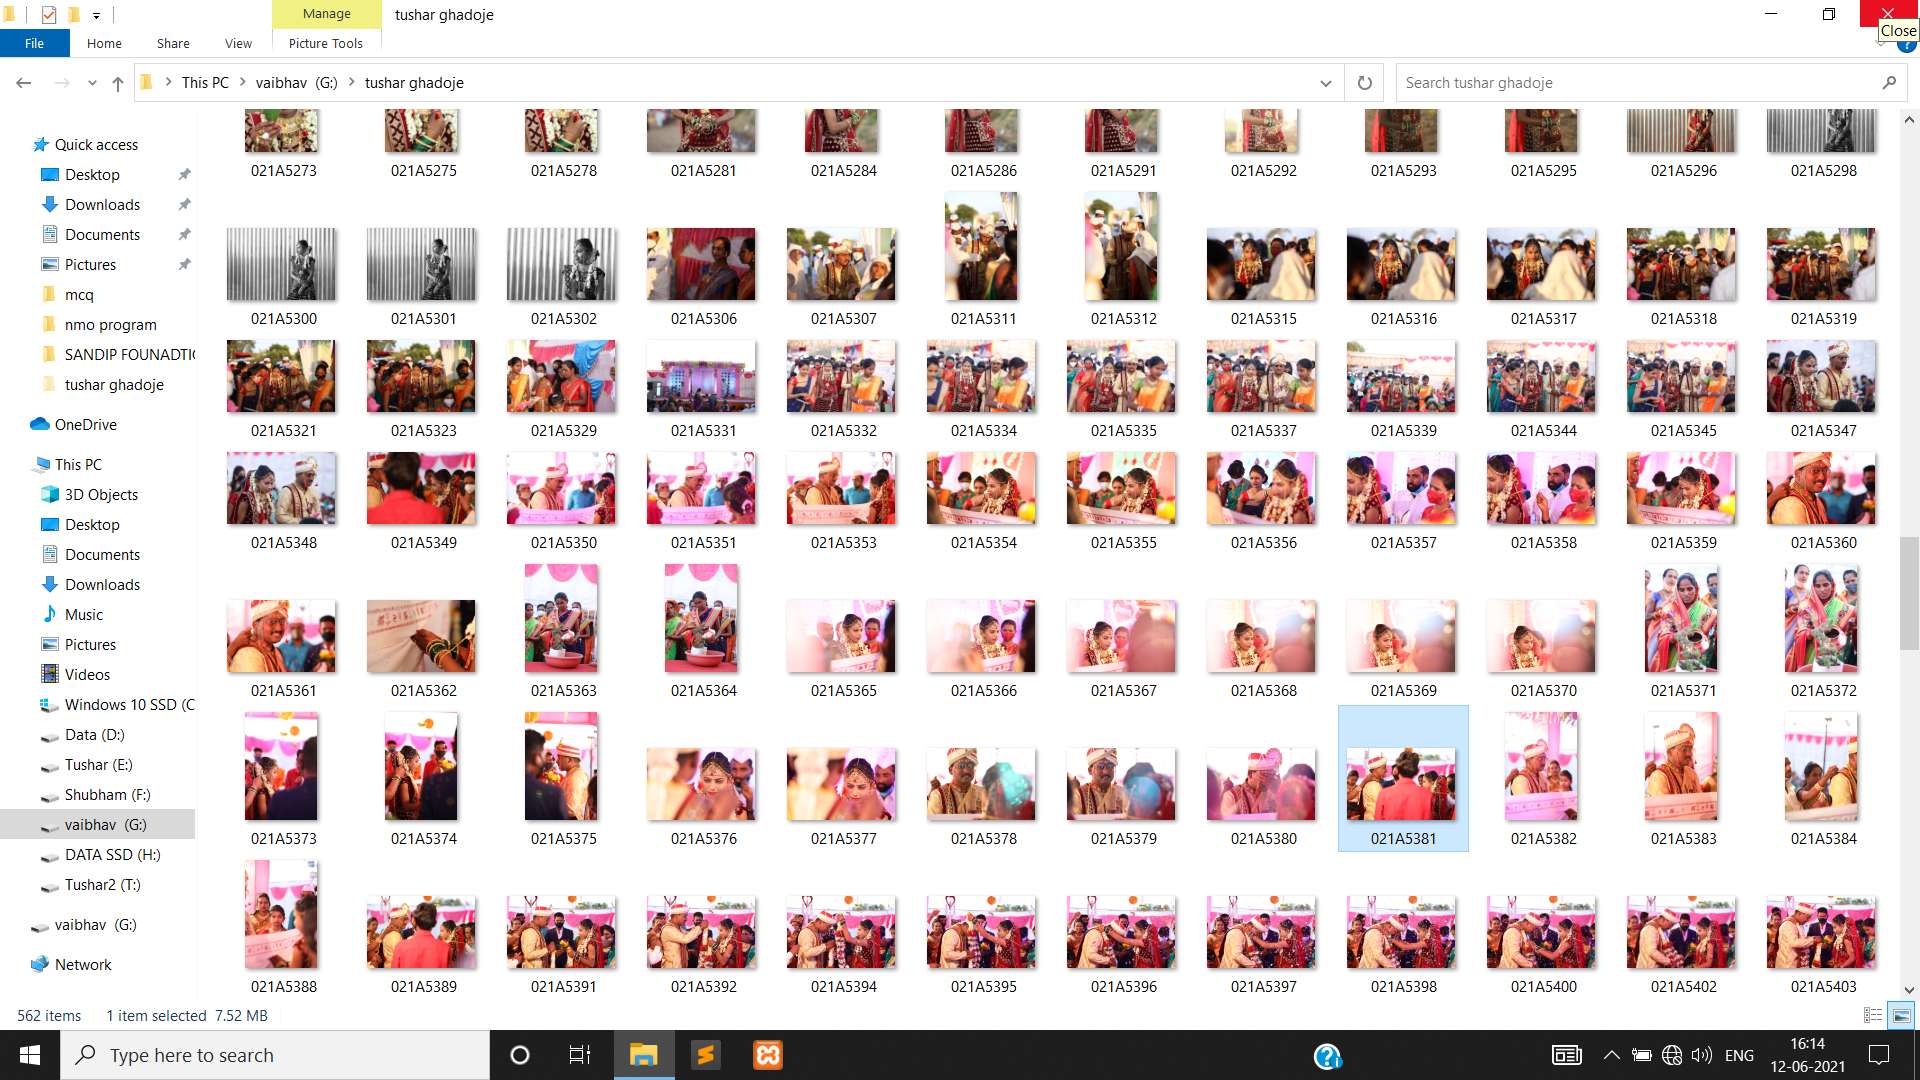 Manage
tushar ghadoje
Close
File
Home
Share
View
Picture Tools
This PC
vaibhav (G:)
tushar ghadoje
Search tushar ghadoje
Quick access
Desktop
Downloads
Documents
Pictures
mcq
nmo program
SANDIP FOUNADTI
tushar ghadoje
OneDrive
This PC
3D Objects
Desktop
Documents
Downloads
Music
Pictures
Videos
Windows 10 SSD (C
Data (D:)
Tushar (E:)
Shubham (F:)
vaibhav (G:)
DATA SSD (H:)
Tushar2 (T:)
vaibhav (G:)
Network
021A5273 021A5275 021A5278 021A5281 021A5284 021A5286 021A5291 021A5292 021A5293 021A5295 021A5296 021A5298
021A5300 021A5301 021A5302 021A5306 021A5307 021A5311 021A5312 021A5315 021A5316 021A5317 021A5318 021A5319
021A5321 021A5323 021A5329 021A5331 021A5332 021A5334 021A5335 021A5337 021A5339 021A5344 021A5345 021A5347
021A5348 021A5349 021A5350 021A5351 021A5353 021A5354 021A5355 021A5356 021A5357 021A5358 021A5359 021A5360
021A5361 021A5362 021A5363 021A5364 021A5365 021A5366 021A5367 021A5368 021A5369 021A5370 021A5371 021A5372
021A5373 021A5374 021A5375 021A5376 021A5377 021A5378 021A5379 021A5380 021A5381 021A5382 021A5383 021A5384
021A5388 021A5389 021A5391 021A5392 021A5394 021A5395 021A5396 021A5397 021A5398 021A5400 021A5402 021A5403
562 items
1 item selected 7.52 MB
Type here to search
ENG
16:14
12-06-2021